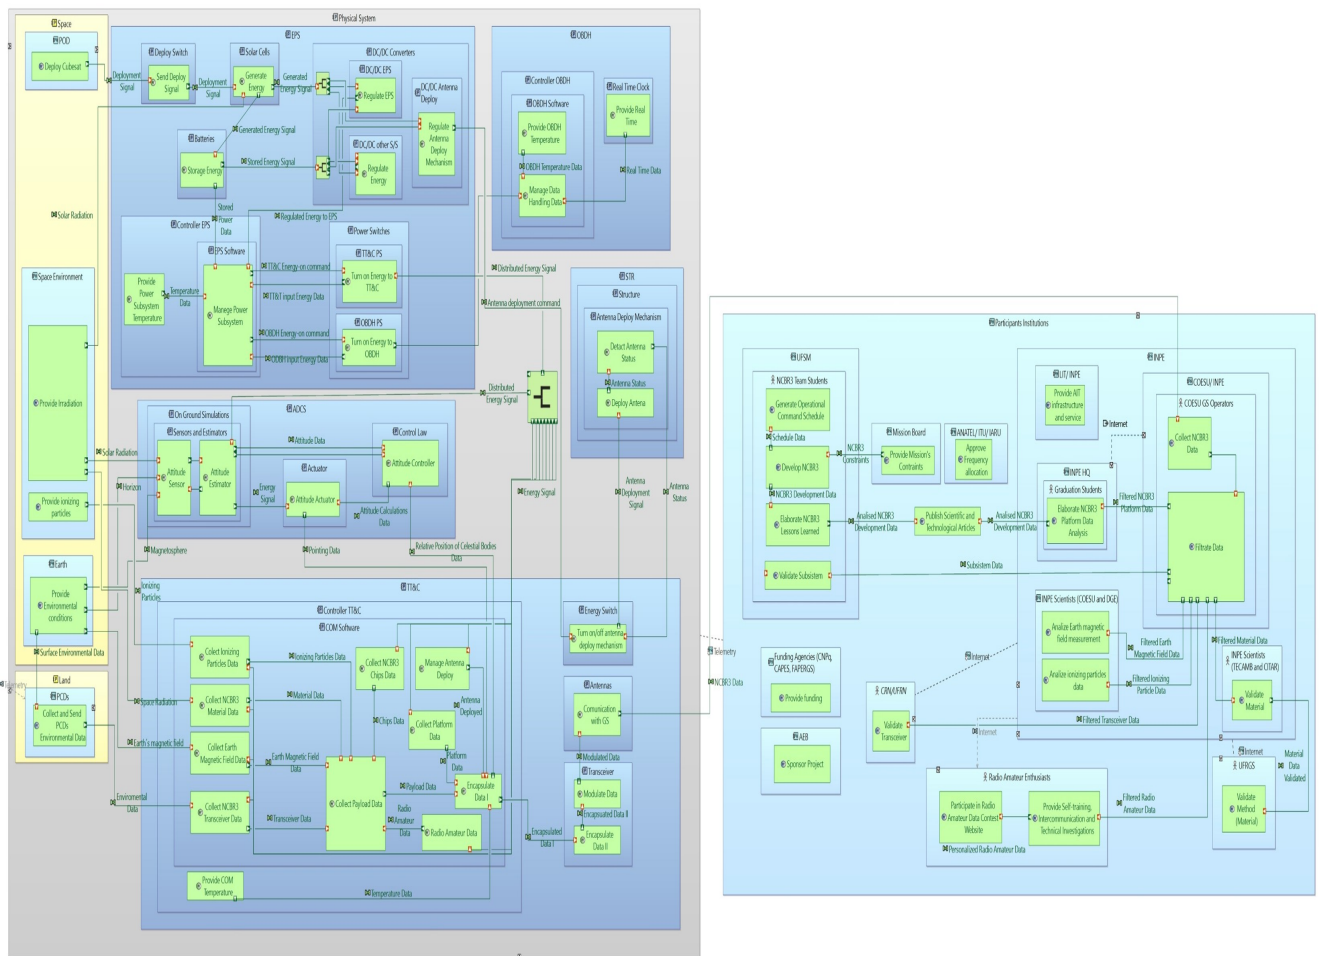 Physical System
Space
POD
Deploy Cubesat
Deployment
Signal
EPS
Deploy Switch
Send Deploy
Signal
Deployment
Signal
Solar Cells
Generate
Energy
Generated
Energy Signal
DC/DC Converters
DC/DC EPS
Regulate EPS
DC/DC Antenna
Deploy
Regulate
Antenna
Deploy
Mechanism
DC/DC other S/S
Regulate
Energy
Generated Energy Signal
Batteries
Storage Energy
Stored Energy Signal
Stored
Power
Data
Regulated Energy to EPS
Solar Radiation
Controller EPS
EPS Software
Provide
Power
Subsystem
Temperature
Temperature
Data
Manage Power
Subsystem
Power Switches
TT&C PS
Turn on Energy to
TT&C
TT&C Energy-on command
TT&T input Energy Data
OBDH PS
Turn on Energy to
OBDH
OBDH Energy-on command
ODBH input Energy Data
OBDH
Controller OBDH
OBDH Software
Provide OBDH
Temperature
OBDH Temperature Data
Manage Data
Handling Data
Real Time Clock
Provide Real
Time
Real Time Data
Distributed Energy Signal
Antenna deployment command
Distributed
Energy Signal
STR
Structure
Antenna Deploy Mechanism
Detact Antenna
Status
Antenna Status
Deploy Antena
Antenna
Deployment
Signal
Antenna
Status
Energy Signal
Space Environment
Provide Irradiation
Provide ionizing
particles
Solar Radiation
Horizon
Magnetosphere
ADCS
On Ground Simulations
Sensors and Estimators
Attitude
Sensor
Attitude
Estimator
Attitude Data
Control Law
Attitude Controller
Actuator
Attitude Actuator
Energy
Signal
Attitude Calculations
Data
Pointing Data
Relative Position of Celestial Bodies
Data
Earth
Provide
Environmental
conditions
Surface Environmental Data
Ionizing
Particles
Land
PCDs
Collect and Send
PCDs
Environmental Data
Telemetry
Space Radiation
Earth's magnetic field
Enviromental
Data
TT&C
Controller TT&C
COM Software
Colect Ionizing
Particles Data
Ionizing Particles Data
Collect NCBR3
Material Data
Material Data
Collect Earth
Magnetic Field Data
Earth Magnetic Field
Data
Collect NCBR3
Transceiver Data
Transceiver Data
Collect NCBR3
Chips Data
Chips Data
Manage Antenna
Deploy
Antenna
Deployed
Collect Platform
Data
Platform
Data
Collect Payload Data
Payload Data
Radio
Amateur
Data
Radio Amateur Data
Encapsulate
Data I
Encapsulated
Data I
Provide COM
Temperature
Temperature Data
Energy Switch
Turn on/off antenna
deploy mechanism
Antennas
Comunication
with GS
Modulated Data
Transceiver
Modulate Data
Encapsuated Data II
Encapsulate
Data II
Telemetry
NCBR3 Data
Participants Institutions
UFSM
NCBR3 Team Students
Generate Operational
Command Schedule
Schedule Data
Develop NCBR3
NCBR3 Development Data
Elaborate NCBR3
Lessons Learned
Validate Subsistem
NCBR3
Constraints
Mission Board
Provide Mission's
Contraints
ANATEL/ ITU/ IARU
Approve
Frequency
allocation
Analised NCBR3
Development Data
Publish Scientific and
Technological Articles
Analised NCBR3
Development Data
Subsistem Data
INPE
LIT/ INPE
Provide AIT
infrastructure
and service
Internet
INPE HQ
Graduation Students
Elaborate NCBR3
Platform Data
Analysis
Filtered NCBR3
Platform Data
COESU/ INPE
COESU GS Operators
Collect NCBR3
Data
Filtrate Data
INPE Scientists (COESU and DGE)
Analize Earth magnetic
field measurement
Analize ionizing particles
data
Filtered Earth
Magnetic Field Data
Filtered Ionizing
Particle Data
Filtered Material Data
INPE Scientists
(TECAMB and CITAR)
Validate
Material
Funding Agencies (CNPq,
CAPES, FAPERGS)
Provide funding
AEB
Sponsor Project
Internet
CRN/UFRN
Validate
Transceiver
Filtered Transceiver Data
Internet
Radio Amateur Enthusiasts
Participate in Radio
Amateur Data Contest
Website
Provide Self-training,
Intercommunication and
Technical Investigations
Personalized Radio Amateur Data
Filtered Radio
Amateur Data
Internet
UFRGS
Validate
Method
(Material)
Material
Data
Validated